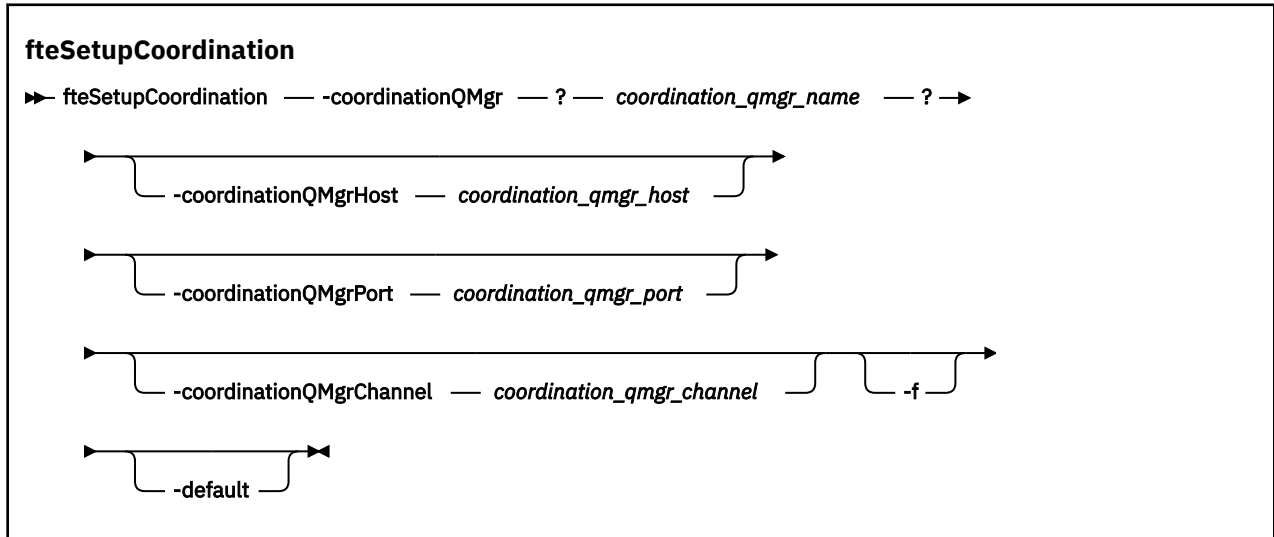 fteSetupCoordination
fteSetupCoordination -coordinationQMgr ? coordination_qmgr_name ?
-coordinationQMgrHost coordination_qmgr_host
-coordinationQMgrPort coordination_qmgr_port
-coordinationQMgrChannel coordination_qmgr_channel -f
-default